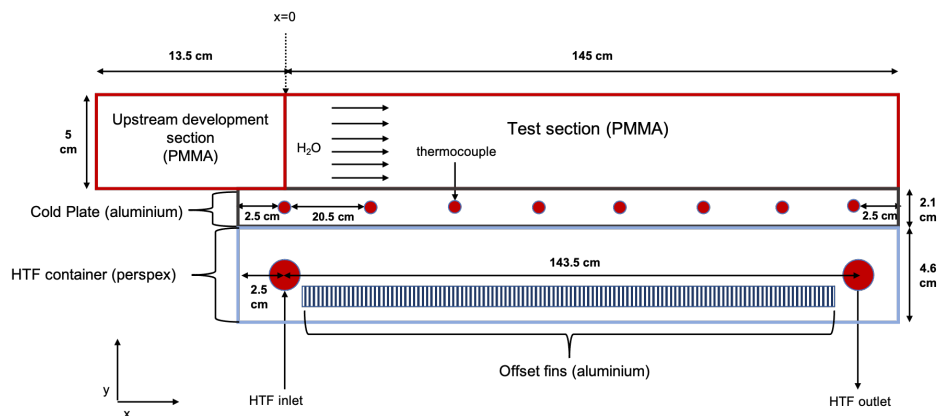 x=0
13.5 cm
145 cm
5
cm
Upstream development
section
(PMMA)
H2O
Test section (PMMA)
thermocouple
Cold Plate (aluminium)
2.5 cm
20.5 cm
2.5 cm
2.1
cm
HTF container (perspex)
2.5
cm
143.5 cm
4.6
cm
Offset fins (aluminium)
y
x
HTF inlet
HTF outlet